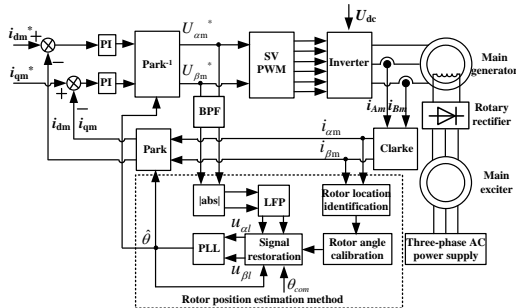 i_dm* + −
PI
i_qm* + −
PI
i_dm i_qm
Park⁻¹
U_αm*
U_βm*
BPF
SV
PWM
U_dc
Inverter
i_Am i_Bm
Main
generator
Rotary
rectifier
Main
exciter
Three-phase AC
power supply
Park
i_αm
i_βm
Clarke
|abs|
LFP
Rotor location
identification
θ̂
PLL
u_αl
u_βl
Signal
restoration
Rotor angle
calibration
θ_com
Rotor position estimation method